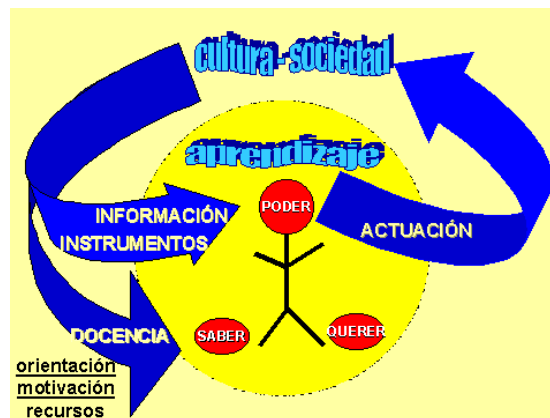 cultura - sociedad
aprendizaje
PODER
INFORMACIÓN
INSTRUMENTOS
ACTUACIÓN
DOCENCIA
SABER
QUERER
orientación
motivación
recursos